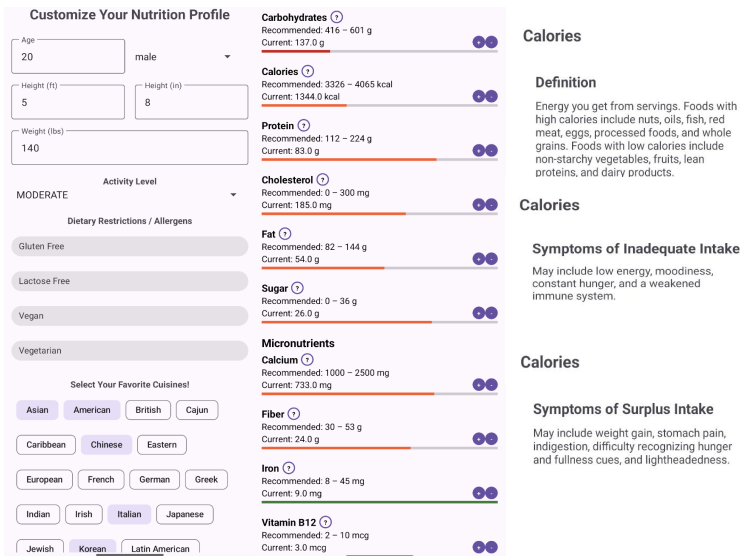 Customize Your Nutrition Profile
Age
20
male
Height (ft)
5
Height (in)
8
Weight (lbs)
140
Activity Level
MODERATE
Dietary Restrictions / Allergens
Gluten Free
Lactose Free
Vegan
Vegetarian
Select Your Favorite Cuisines!
Asian
American
British
Cajun
Caribbean
Chinese
Eastern
European
French
German
Greek
Indian
Irish
Italian
Japanese
Jewish
Korean
Latin American
Carbohydrates ?
Recommended: 416 – 601 g
Current: 137.0 g
+ -
Calories ?
Recommended: 3326 – 4065 kcal
Current: 1344.0 kcal
+ -
Protein ?
Recommended: 112 – 224 g
Current: 83.0 g
+ -
Cholesterol ?
Recommended: 0 – 300 mg
Current: 185.0 mg
+ -
Fat ?
Recommended: 82 – 144 g
Current: 54.0 g
+ -
Sugar ?
Recommended: 0 – 36 g
Current: 26.0 g
+ -
Micronutrients
Calcium ?
Recommended: 1000 – 2500 mg
Current: 733.0 mg
+ -
Fiber ?
Recommended: 30 – 53 g
Current: 24.0 g
+ -
Iron ?
Recommended: 8 – 45 mg
Current: 9.0 mg
+ -
Vitamin B12 ?
Recommended: 2 – 10 mcg
Current: 3.0 mcg
+ -
Calories
Definition
Energy you get from servings. Foods with
high calories include nuts, oils, fish, red
meat, eggs, processed foods, and whole
grains. Foods with low calories include
non-starchy vegetables, fruits, lean
proteins, and dairy products.
Calories
Symptoms of Inadequate Intake
May include low energy, moodiness,
constant hunger, and a weakened
immune system.
Calories
Symptoms of Surplus Intake
May include weight gain, stomach pain,
indigestion, difficulty recognizing hunger
and fullness cues, and lightheadedness.